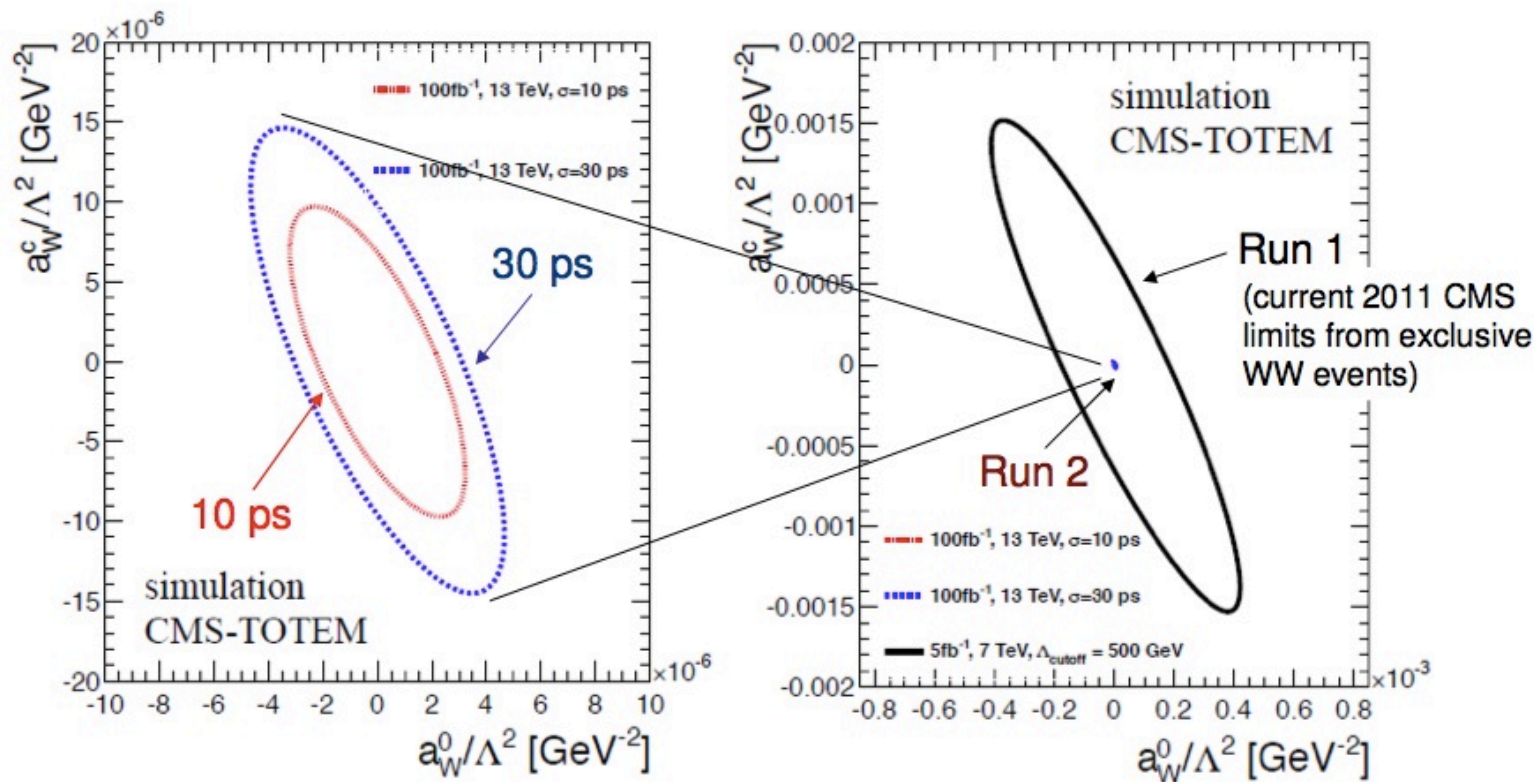 ×10⁻⁶
20
15
10
5
0
-5
-10
-15
-20
a_W^c/Λ² [GeV⁻²]
100fb⁻¹, 13 TeV, σ=10 ps
100fb⁻¹, 13 TeV, σ=30 ps
30 ps
10 ps
simulation
CMS-TOTEM
-10 -8 -6 -4 -2 0 2 4 6 8 10
×10⁻⁶
a_W^0/Λ² [GeV⁻²]
0.002
0.0015
0.001
0.0005
0
-0.0005
-0.001
-0.0015
-0.002
a_W^c/Λ² [GeV⁻²]
simulation
CMS-TOTEM
Run 1
(current 2011 CMS
limits from exclusive
WW events)
Run 2
100fb⁻¹, 13 TeV, σ=10 ps
100fb⁻¹, 13 TeV, σ=30 ps
5fb⁻¹, 7 TeV, Λcutoff = 500 GeV
-0.8 -0.6 -0.4 -0.2 0 0.2 0.4 0.6 0.8
×10⁻³
a_W^0/Λ² [GeV⁻²]